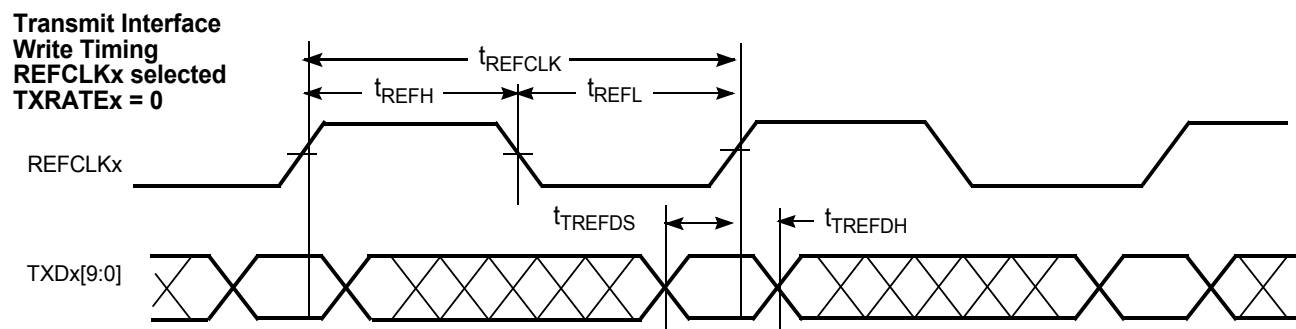 Transmit Interface
Write Timing
REFCLKx selected
TXRATEx = 0
tREFCLK
tREFH
tREFL
REFCLKx
tTREFDS
tTREFDH
TXDx[9:0]